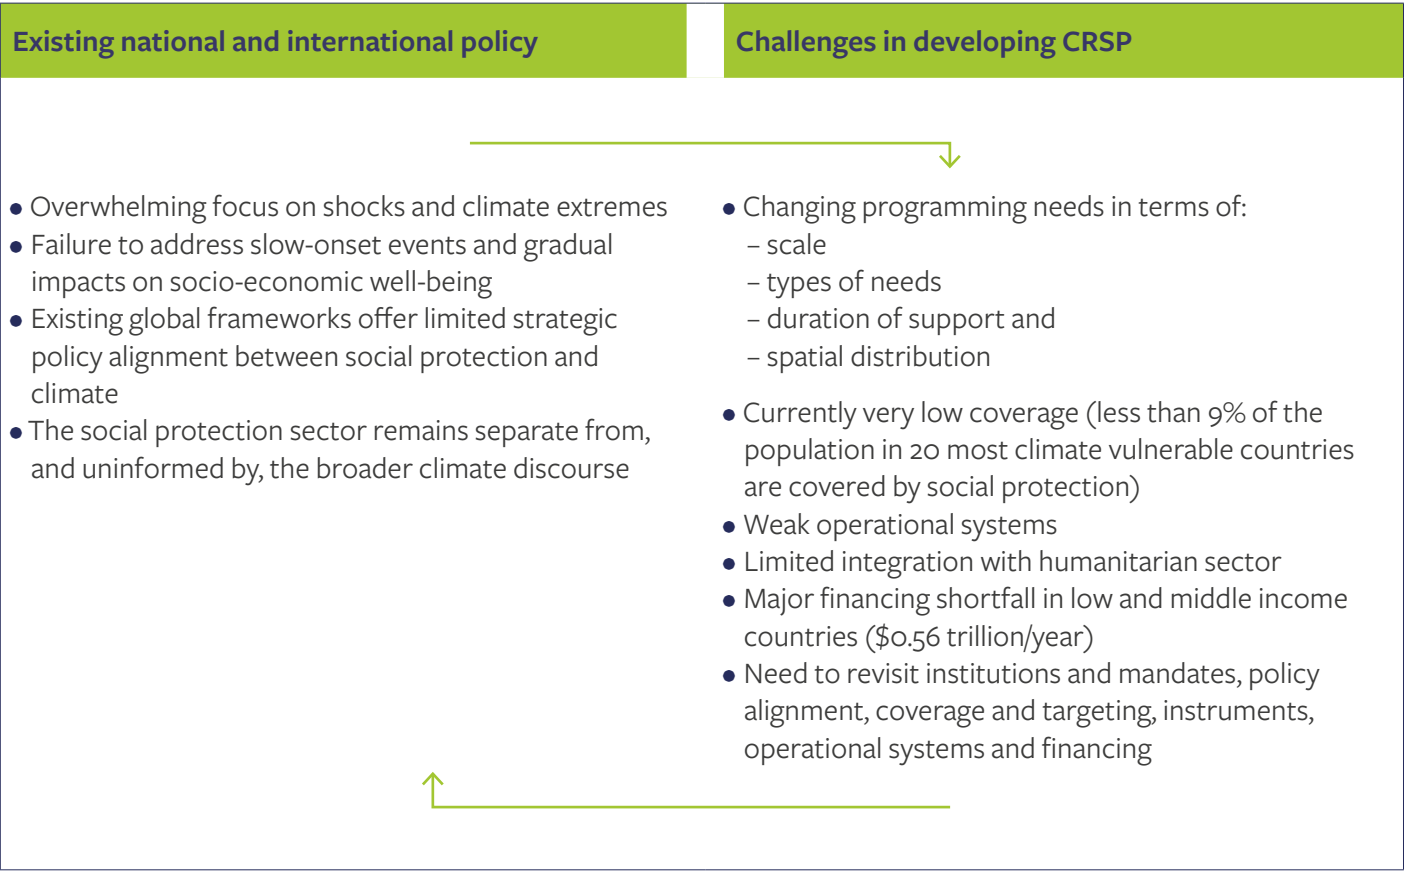 Existing national and international policy
● Overwhelming focus on shocks and climate extremes
● Failure to address slow-onset events and gradual
impacts on socio-economic well-being
● Existing global frameworks offer limited strategic
policy alignment between social protection and
climate
● The social protection sector remains separate from,
and uninformed by, the broader climate discourse
Challenges in developing CRSP
● Changing programming needs in terms of:
– scale
– types of needs
– duration of support and
– spatial distribution
● Currently very low coverage (less than 9% of the
population in 20 most climate vulnerable countries
are covered by social protection)
● Weak operational systems
● Limited integration with humanitarian sector
● Major financing shortfall in low and middle income
countries ($0.56 trillion/year)
● Need to revisit institutions and mandates, policy
alignment, coverage and targeting, instruments,
operational systems and financing